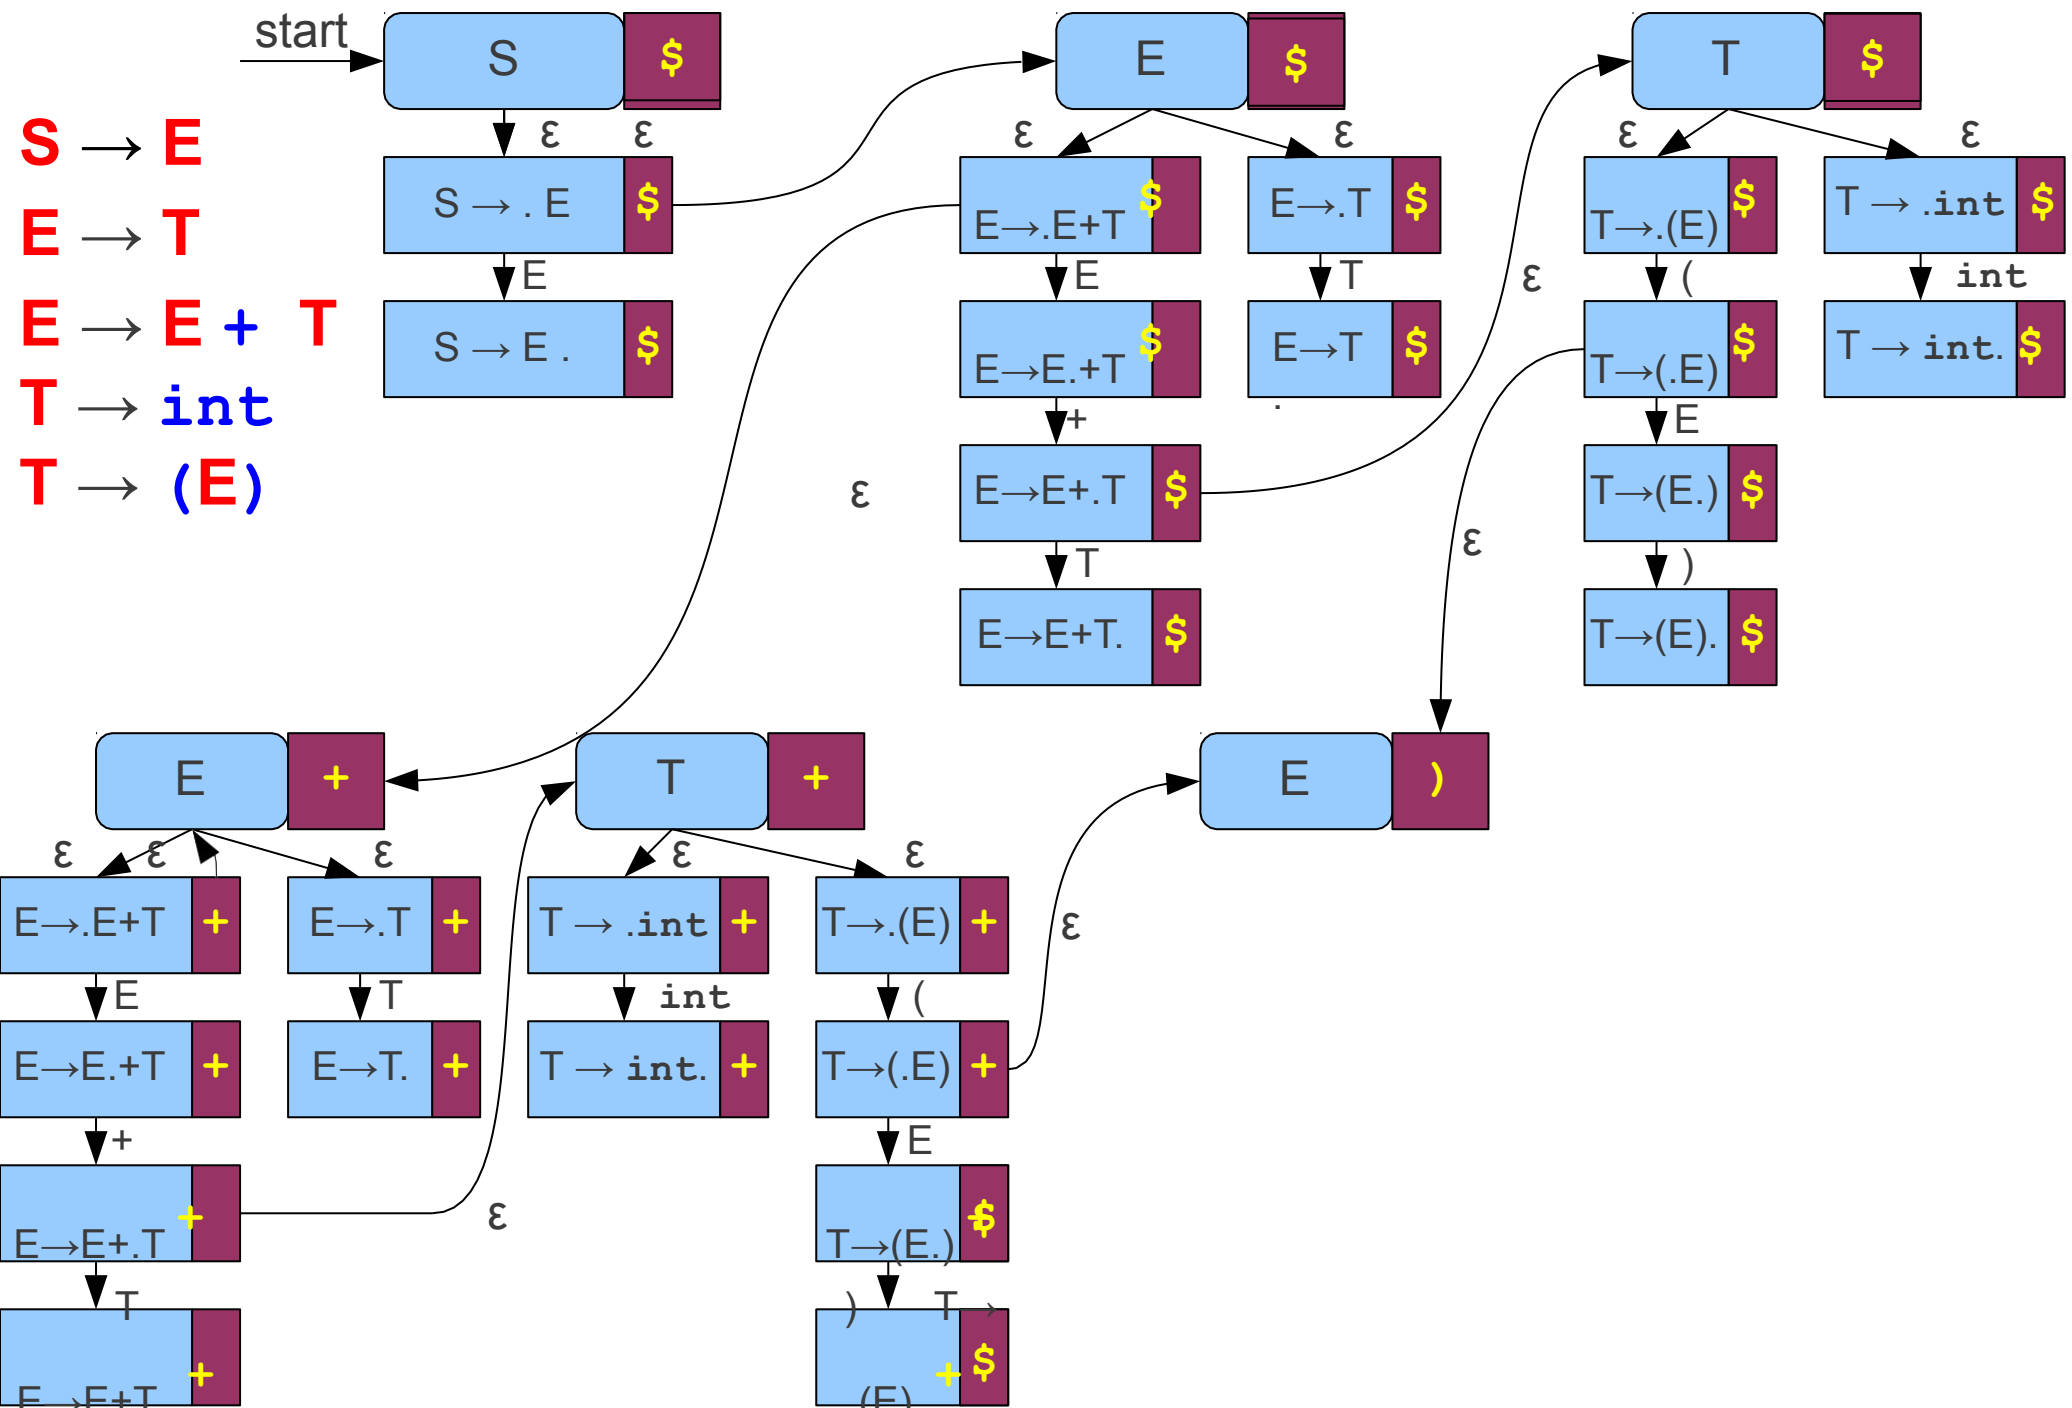 start
S $
E $
T $
S → E
E → T
E → E + T
T → int
T → (E)
ε ε
ε ε
ε ε
S → . E $
E→.E+T $
E→.T $
T→.(E) $
T → .int $
E
E
T
ε
(
int
S → E . $
E→E.+T $
E→T $
.
T→(.E) $
T → int. $
+
E
ε
E→E+.T $
T→(E.) $
T
ε
)
E→E+T. $
T→(E). $
E +
T +
E )
ε ε ε
ε ε
E→.E+T +
E→.T +
T → .int +
T→.(E) +
ε
E
T
int
(
E→E.+T +
E→T. +
T → int. +
T→(.E) +
+
E
E→E+.T +
ε
T→(E.) +$
T
) T→
E→E+T +
(E) + $